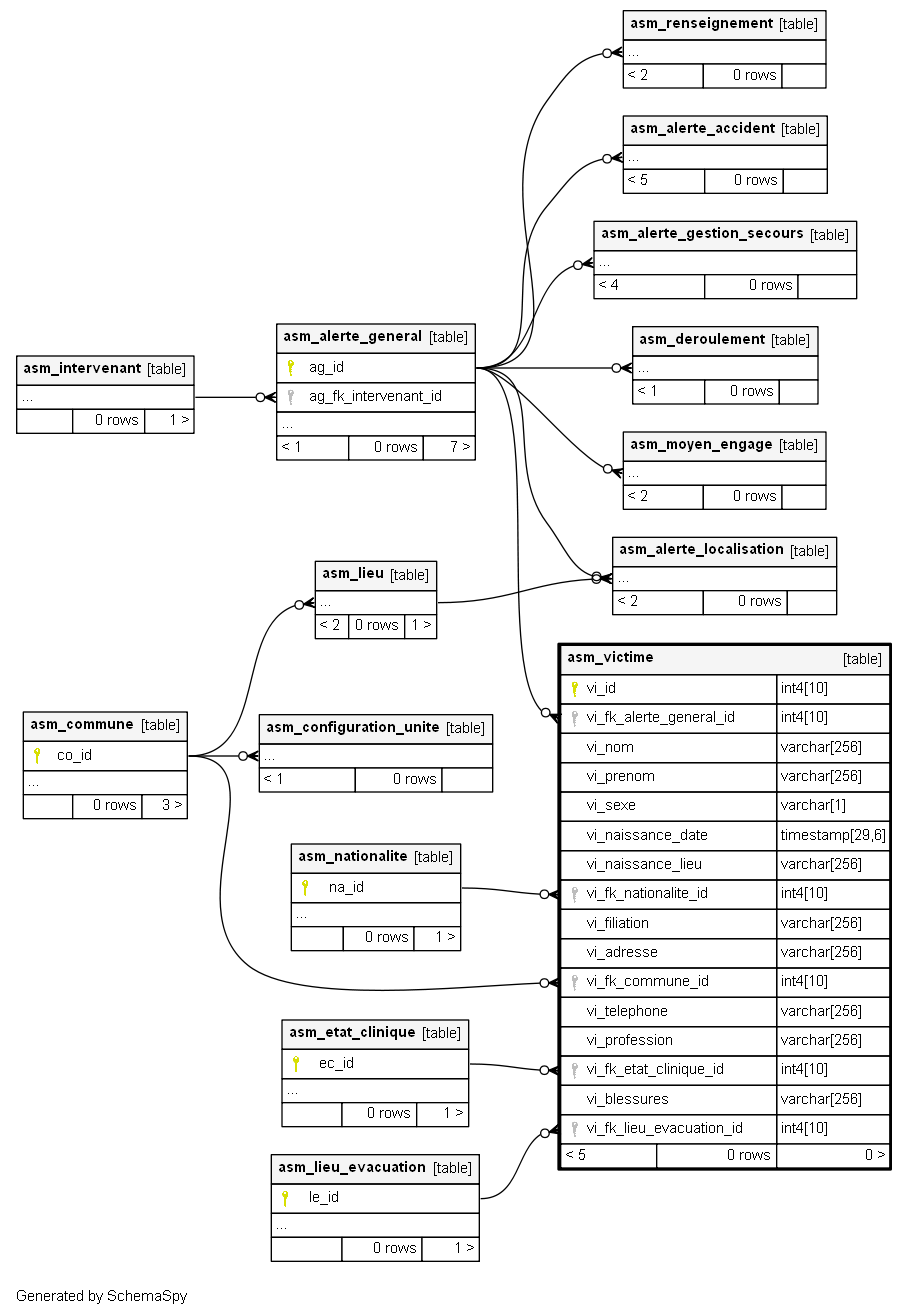 asm_renseignement [table]
...
< 2 0 rows
asm_alerte_accident [table]
...
< 5 0 rows
asm_alerte_gestion_secours [table]
...
< 4 0 rows
asm_alerte_general [table]
ag_id
ag_fk_intervenant_id
...
< 1 0 rows 7 >
asm_intervenant [table]
...
0 rows 1 >
asm_deroulement [table]
...
< 1 0 rows
asm_moyen_engage [table]
...
< 2 0 rows
asm_alerte_localisation [table]
...
< 2 0 rows
asm_lieu [table]
...
< 2 0 rows 1 >
asm_commune [table]
co_id
...
0 rows 3 >
asm_configuration_unite [table]
...
< 1 0 rows
asm_nationalite [table]
na_id
...
0 rows 1 >
asm_etat_clinique [table]
ec_id
...
0 rows 1 >
asm_lieu_evacuation [table]
le_id
...
0 rows 1 >
asm_victime [table]
vi_id int4[10]
vi_fk_alerte_general_id int4[10]
vi_nom varchar[256]
vi_prenom varchar[256]
vi_sexe varchar[1]
vi_naissance_date timestamp[29,6]
vi_naissance_lieu varchar[256]
vi_fk_nationalite_id int4[10]
vi_filiation varchar[256]
vi_adresse varchar[256]
vi_fk_commune_id int4[10]
vi_telephone varchar[256]
vi_profession varchar[256]
vi_fk_etat_clinique_id int4[10]
vi_blessures varchar[256]
vi_fk_lieu_evacuation_id int4[10]
< 5 0 rows 0 >
Generated by SchemaSpy